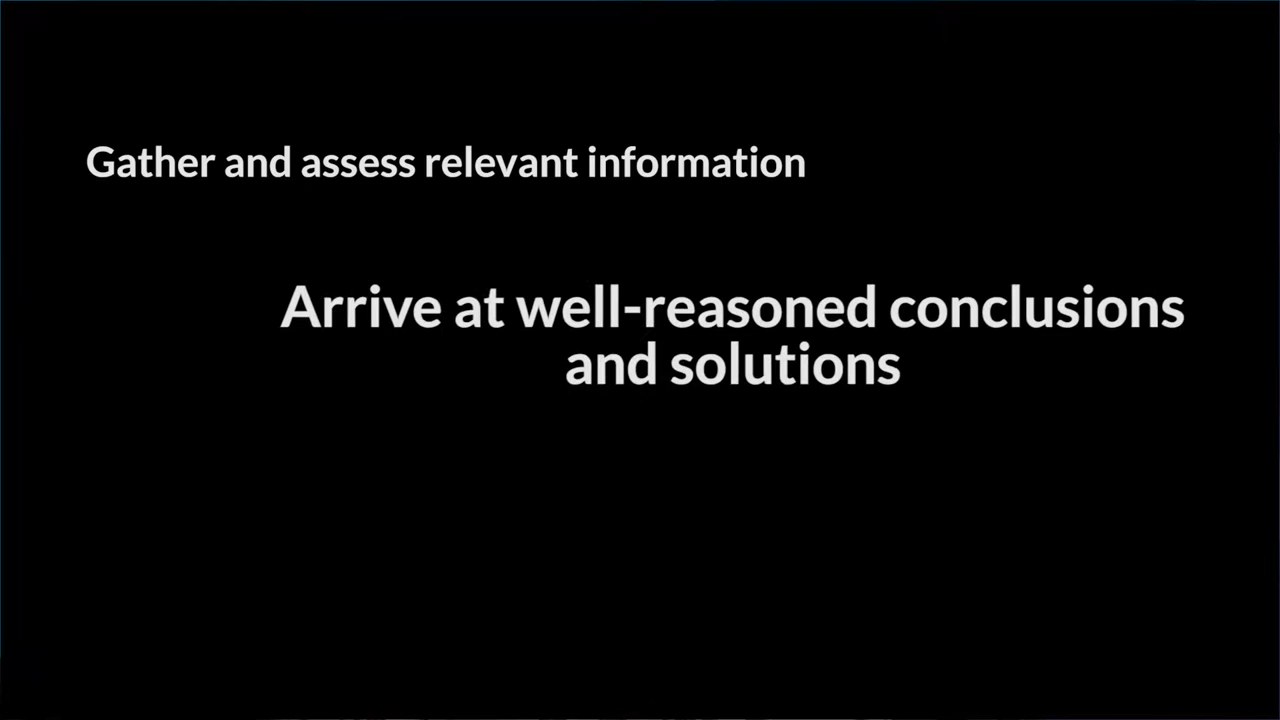 Gather and assess relevant information
Arrive at well-reasoned conclusions
and solutions